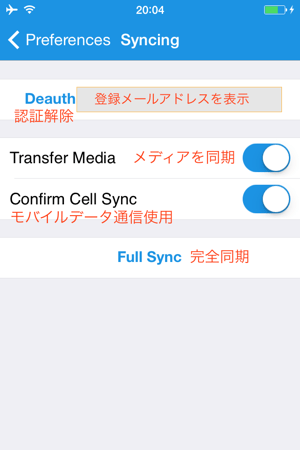 20:04
Preferences Syncing
Deauth 登録メールアドレスを表示
認証解除
Transfer Media メディアを同期
Confirm Cell Sync
モバイルデータ通信使用
Full Sync 完全同期